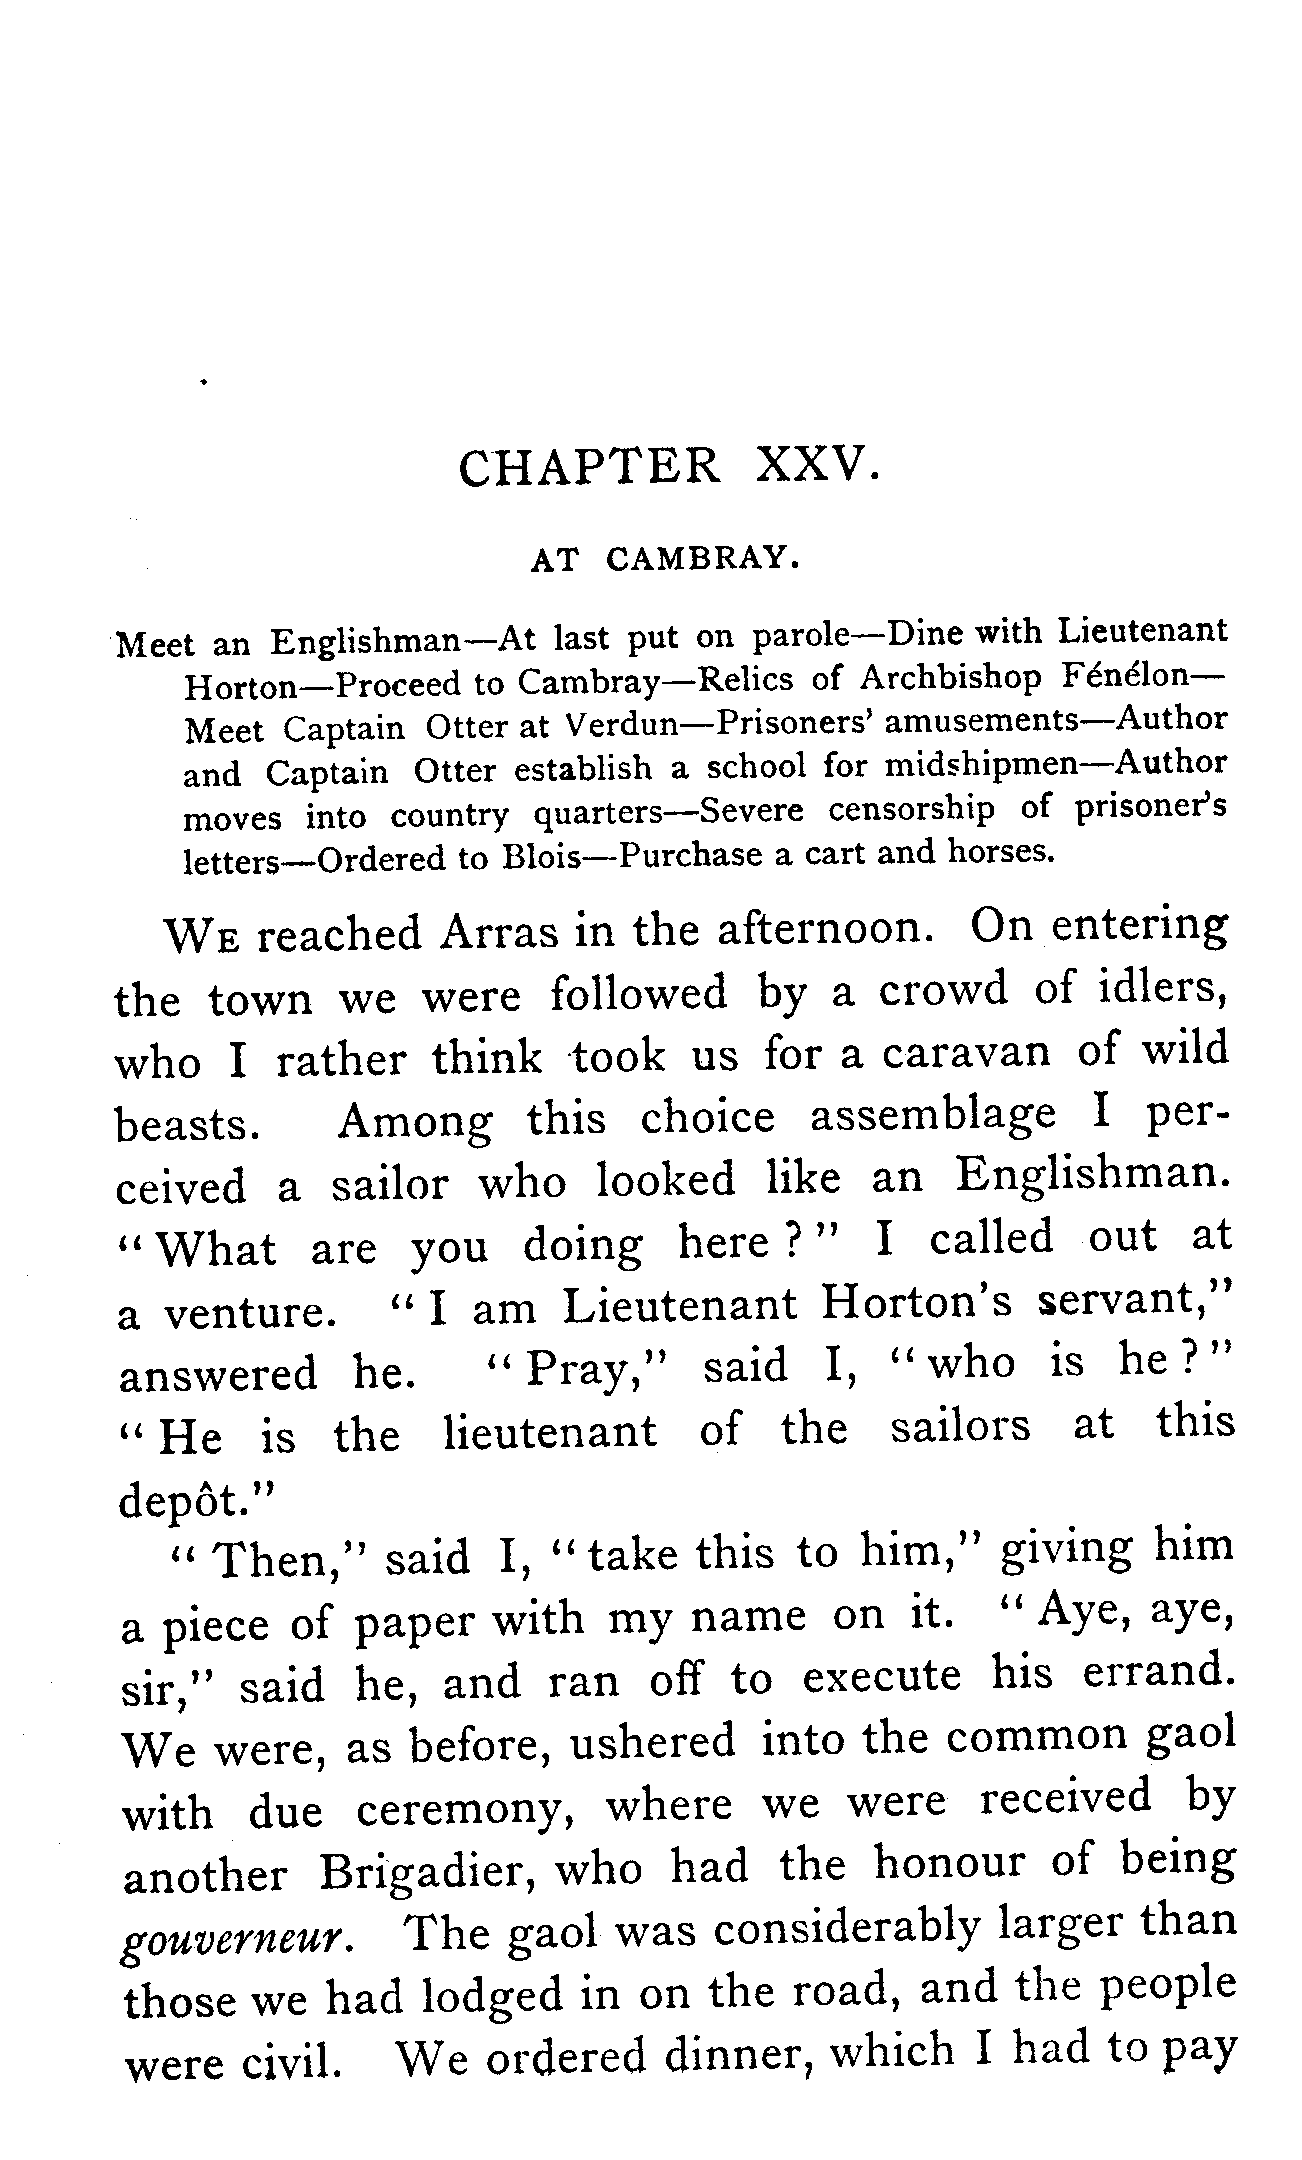 CHAPTER XXV.
AT CAMBRAY.
Meet an Englishman—At last put on parole—Dine with Lieutenant
Horton—Proceed to Cambray—Relics of Archbishop Fénélon—
Meet Captain Otter at Verdun—Prisoners' amusements—Author
and Captain Otter establish a school for midshipmen—Author
moves into country quarters—Severe censorship of prisoner's
letters—Ordered to Blois—Purchase a cart and horses.
WE reached Arras in the afternoon. On entering
the town we were followed by a crowd of idlers,
who I rather think took us for a caravan of wild
beasts. Among this choice assemblage I per-
ceived a sailor who looked like an Englishman.
"What are you doing here?" I called out at
a venture. "I am Lieutenant Horton's servant,"
answered he. "Pray," said I, "who is he?"
"He is the lieutenant of the sailors at this
depôt."
"Then," said I, "take this to him," giving him
a piece of paper with my name on it. "Aye, aye,
sir," said he, and ran off to execute his errand.
We were, as before, ushered into the common gaol
with due ceremony, where we were received by
another Brigadier, who had the honour of being
gouverneur. The gaol was considerably larger than
those we had lodged in on the road, and the people
were civil. We ordered dinner, which I had to pay